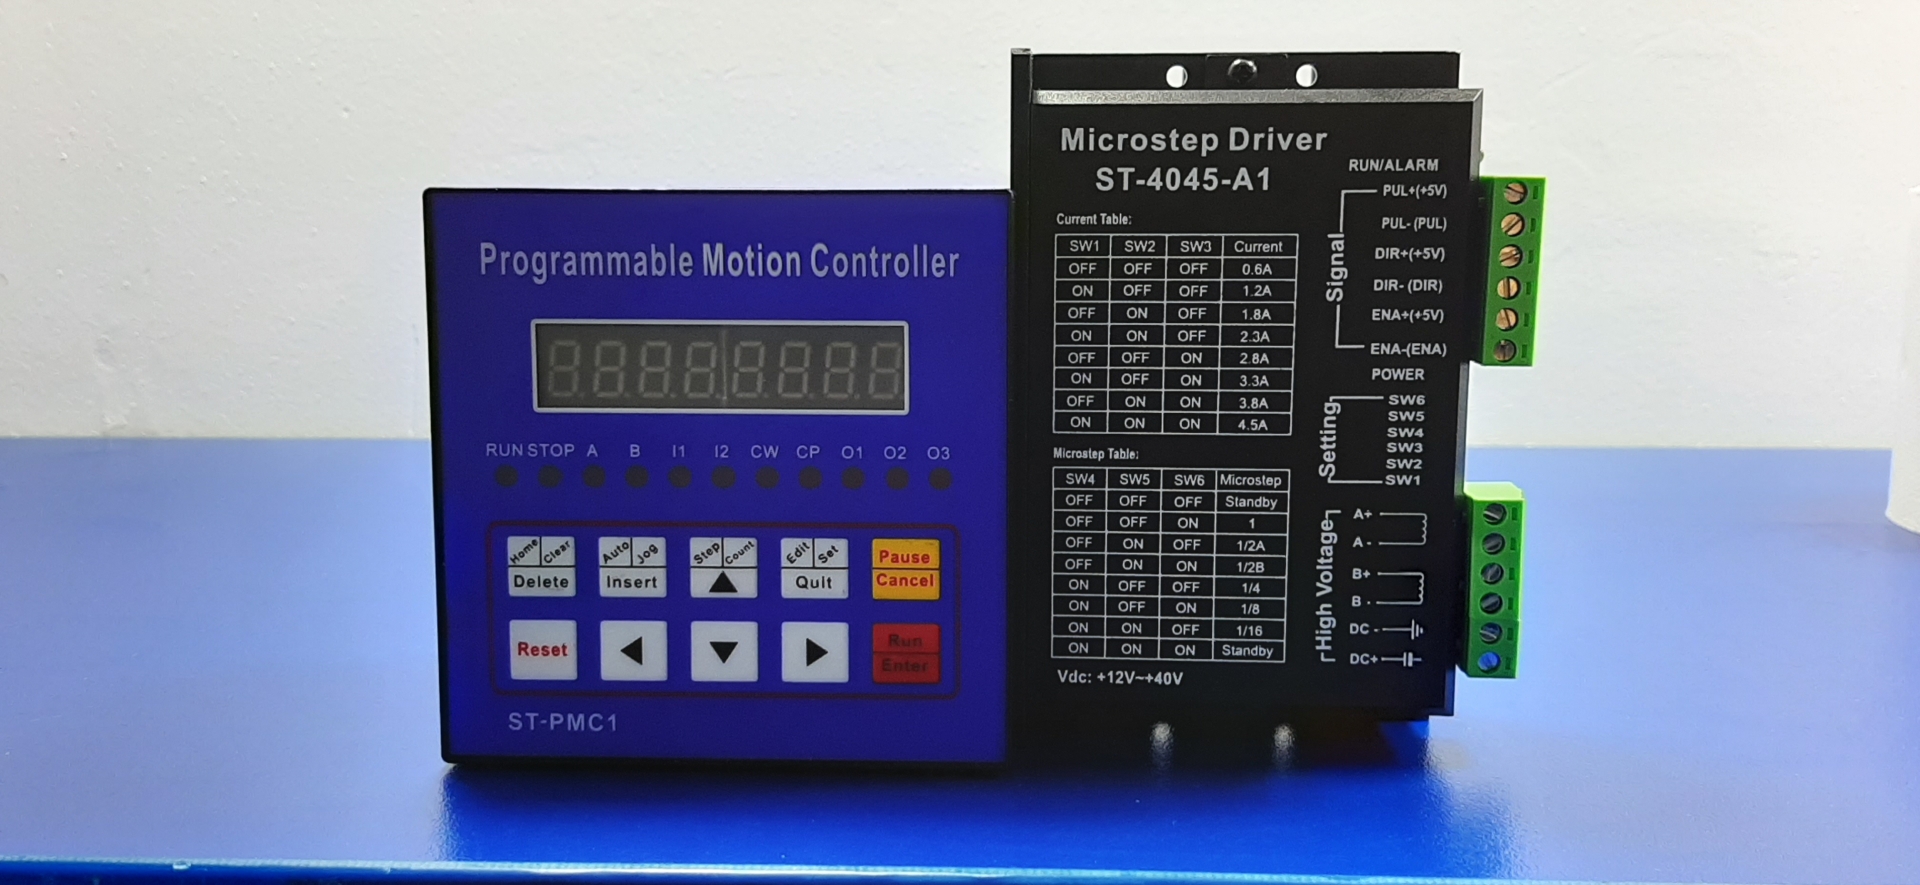 Programmable Motion Controller
RUN STOP A B I1 I2 CW CP O1 O2 O3
Home Clear Auto Jog Step Count Edit Set Pause
Delete Insert Quit Cancel
Reset Run
Enter
ST-PMC1
Microstep Driver
ST-4045-A1
Current Table:
SW1 SW2 SW3 Current
OFF OFF OFF 0.6A
ON OFF OFF 1.2A
OFF ON OFF 1.8A
ON ON OFF 2.3A
OFF OFF ON 2.8A
ON OFF ON 3.3A
OFF ON ON 3.8A
ON ON ON 4.5A
Microstep Table:
SW4 SW5 SW6 Microstep
OFF OFF OFF Standby
OFF OFF ON 1
OFF ON OFF 1/2A
OFF ON ON 1/2B
ON OFF OFF 1/4
ON OFF ON 1/8
ON ON OFF 1/16
ON ON ON Standby
Vdc: +12V~+40V
RUN/ALARM
Signal
PUL+(+5V)
PUL- (PUL)
DIR+(+5V)
DIR- (DIR)
ENA+(+5V)
ENA-(ENA)
POWER
Setting
SW6
SW5
SW4
SW3
SW2
SW1
High Voltage
A+
A -
B+
B -
DC -
DC+